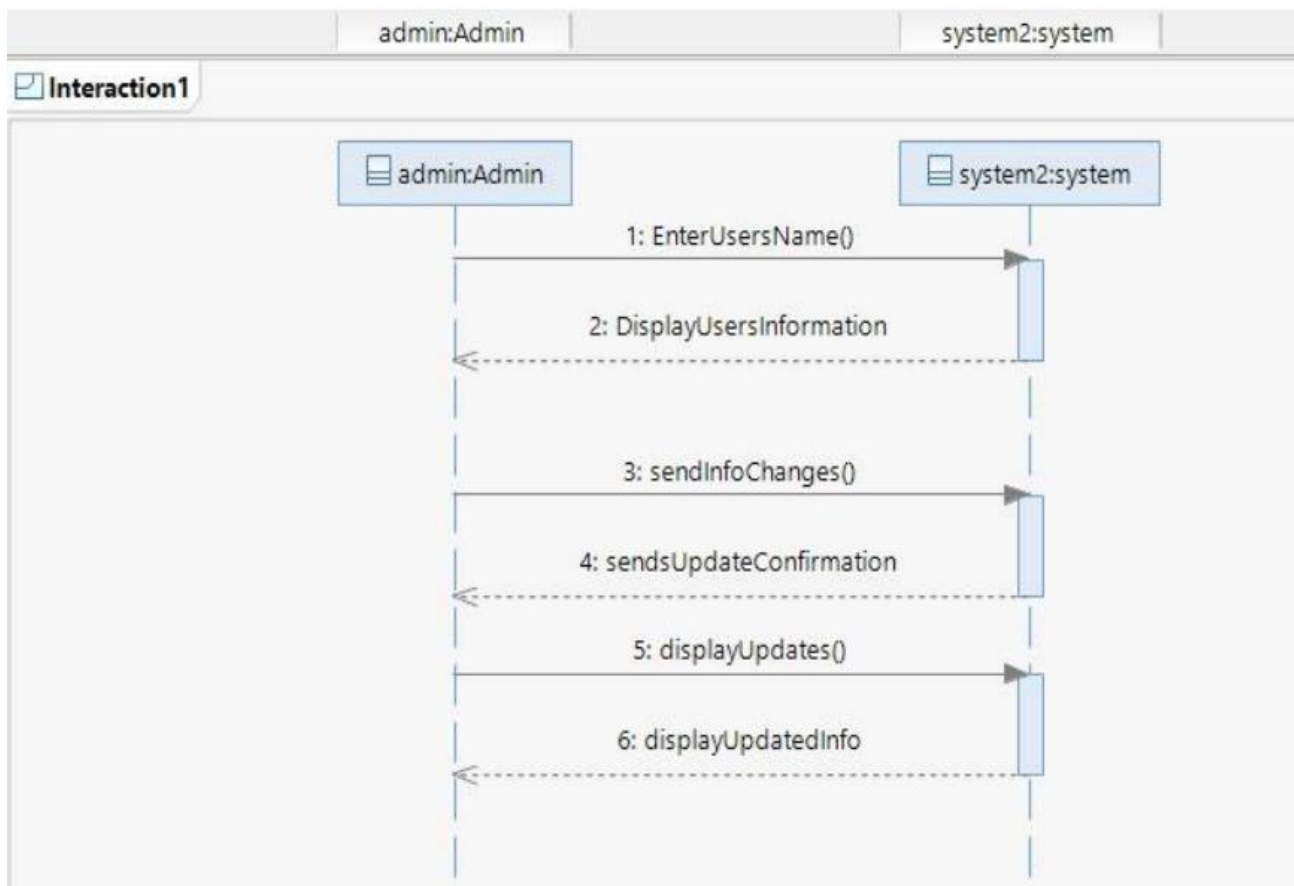 admin:Admin
system2:system
Interaction1
admin:Admin
system2:system
1: EnterUsersName()
2: DisplayUsersInformation
3: sendInfoChanges()
4: sendsUpdateConfirmation
5: displayUpdates()
6: displayUpdatedInfo